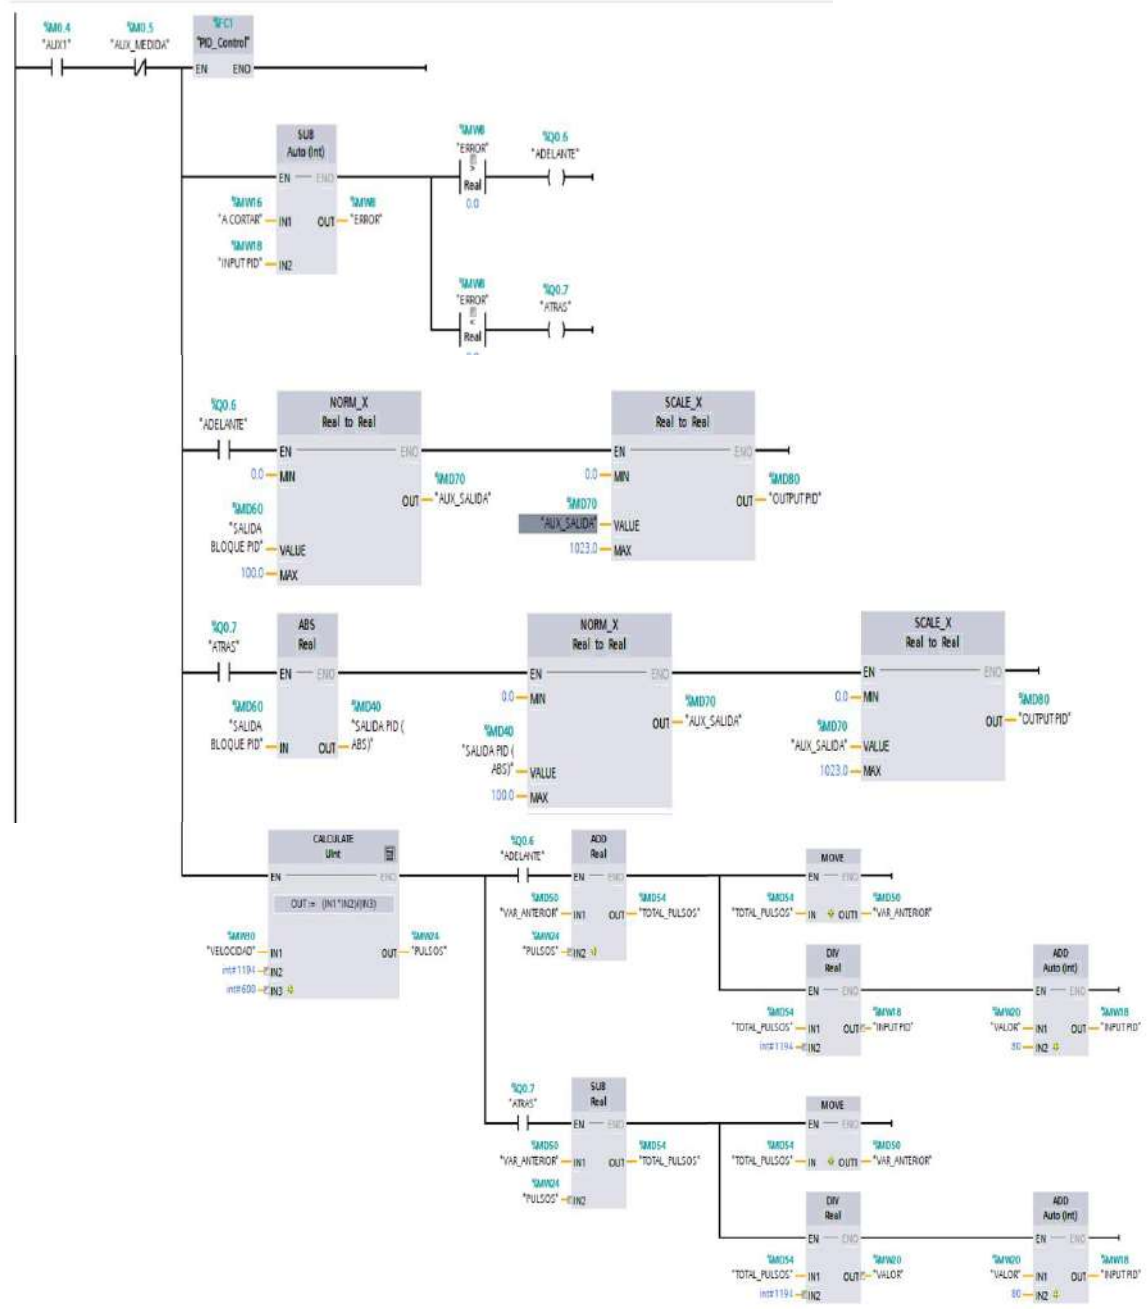 %M0.4
"AUX1"
%M0.5
"AUX_MEDIDA"
%FC1
"PID_Control"
EN ENO
SUB
Auto (Int)
EN ENO
%MW16
"A CORTAR" IN1
%MW8
OUT "ERROR"
%MW18
"INPUT PID" IN2
%MW8
"ERROR"
>
Real
0.0
%Q0.6
"ADELANTE"
%MW8
"ERROR"
<
Real
%Q0.7
"ATRAS"
%Q0.6
"ADELANTE"
NORM_X
Real to Real
EN ENO
0.0 MIN
%MD70
OUT "AUX_SALIDA"
%MD60
"SALIDA
BLOQUE PID" VALUE
100.0 MAX
SCALE_X
Real to Real
EN ENO
0.0 MIN
%MD80
OUT "OUTPUT PID"
%MD70
"AUX_SALIDA" VALUE
1023.0 MAX
%Q0.7
"ATRAS"
ABS
Real
EN ENO
%MD60
"SALIDA
BLOQUE PID" IN
%MD40
"SALIDA PID (
OUT ABS)"
NORM_X
Real to Real
EN ENO
0.0 MIN
%MD70
OUT "AUX_SALIDA"
%MD40
"SALIDA PID (
ABS)" VALUE
100.0 MAX
SCALE_X
Real to Real
EN ENO
0.0 MIN
%MD80
OUT "OUTPUT PID"
%MD70
"AUX_SALIDA" VALUE
1023.0 MAX
CALCULATE
UInt
EN ENO
OUT := (IN1*IN2)/(IN3)
"VELOCIDAD" IN1
int#1194 IN2
int#600 IN3
%MW24
OUT "PULSOS"
%Q0.6
"ADELANTE"
ADD
Real
EN ENO
%MD50
"VAR_ANTERIOR" IN1
%MD54
OUT "TOTAL_PULSOS"
%MW24
"PULSOS" IN2
MOVE
EN ENO
%MD54
"TOTAL_PULSOS" IN
%MD50
OUT1 "VAR_ANTERIOR"
DIV
Real
EN ENO
%MD54
"TOTAL_PULSOS" IN1
%MW18
OUT "INPUT PID"
int#1194 IN2
ADD
Auto (Int)
EN ENO
%MW20
"VALOR" IN1
%MW18
OUT "INPUT PID"
80 IN2
%Q0.7
"ATRAS"
SUB
Real
EN ENO
%MD50
"VAR_ANTERIOR" IN1
%MD54
OUT "TOTAL_PULSOS"
%MW24
"PULSOS" IN2
MOVE
EN ENO
%MD54
"TOTAL_PULSOS" IN
%MD50
OUT1 "VAR_ANTERIOR"
DIV
Real
EN ENO
%MD54
"TOTAL_PULSOS" IN1
%MW20
OUT "VALOR"
int#1194 IN2
ADD
Auto (Int)
EN ENO
%MW20
"VALOR" IN1
%MW18
OUT "INPUT PID"
80 IN2